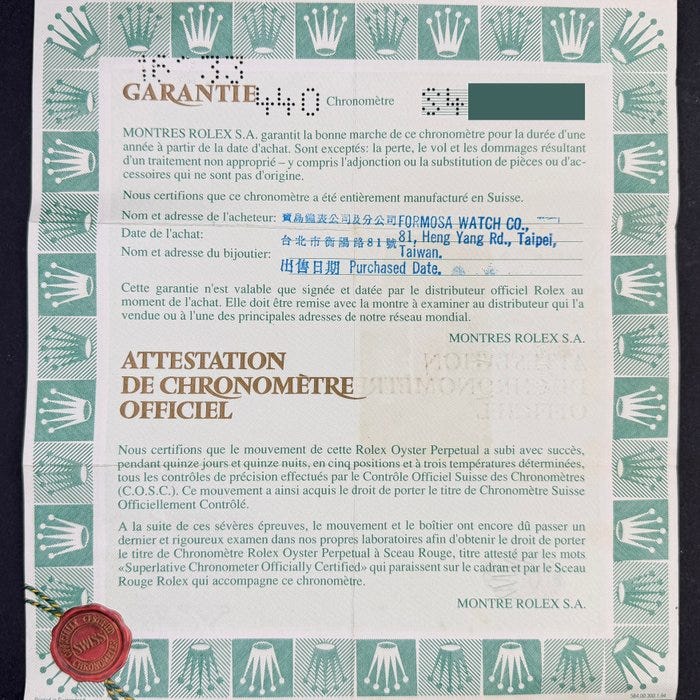 16 33
GARANTIE
440
Chronomètre
S4
MONTRES ROLEX S.A. garantit la bonne marche de ce chronomètre pour la durée d'une
année à partir de la date d'achat. Sont exceptés: la perte, le vol et les dommages résultant
d'un traitement non approprié – y compris l'adjonction ou la substitution de pièces ou d'ac-
cessoires qui ne sont pas d'origine.
Nous certifions que ce chronomètre a été entièrement manufacturé en Suisse.
Nom et adresse de l'acheteur: 寶島鐘表公司及分公司 FORMOSA WATCH CO.,
Date de l'achat: 台北市衡陽路81號 81, Heng Yang Rd., Taipei,
Nom et adresse du bijoutier: Taiwan.
出售日期 Purchased Date.
Cette garantie n'est valable que signée et datée par le distributeur officiel Rolex au
moment de l'achat. Elle doit être remise avec la montre à examiner au distributeur qui l'a
vendue ou à l'une des principales adresses de notre réseau mondial.
MONTRES ROLEX S.A.
ATTESTATION
DE CHRONOMÈTRE
OFFICIEL
Nous certifions que le mouvement de cette Rolex Oyster Perpetual a subi avec succès,
pendant quinze jours et quinze nuits, en cinq positions et à trois températures déterminées,
tous les contrôles de précision effectués par le Contrôle Officiel Suisse des Chronomètres
(C.O.S.C.). Ce mouvement a ainsi acquis le droit de porter le titre de Chronomètre Suisse
Officiellement Contrôlé.
A la suite de ces sévères épreuves, le mouvement et le boîtier ont encore dû passer un
dernier et rigoureux examen dans nos propres laboratoires afin d'obtenir le droit de porter
le titre de Chronomètre Rolex Oyster Perpetual à Sceau Rouge, titre attesté par les mots
«Superlative Chronometer Officially Certified» qui paraissent sur le cadran et par le Sceau
Rouge Rolex qui accompagne ce chronomètre.
MONTRE ROLEX S.A.
SWISS
CHRONOMETER
564.00.300.1.94